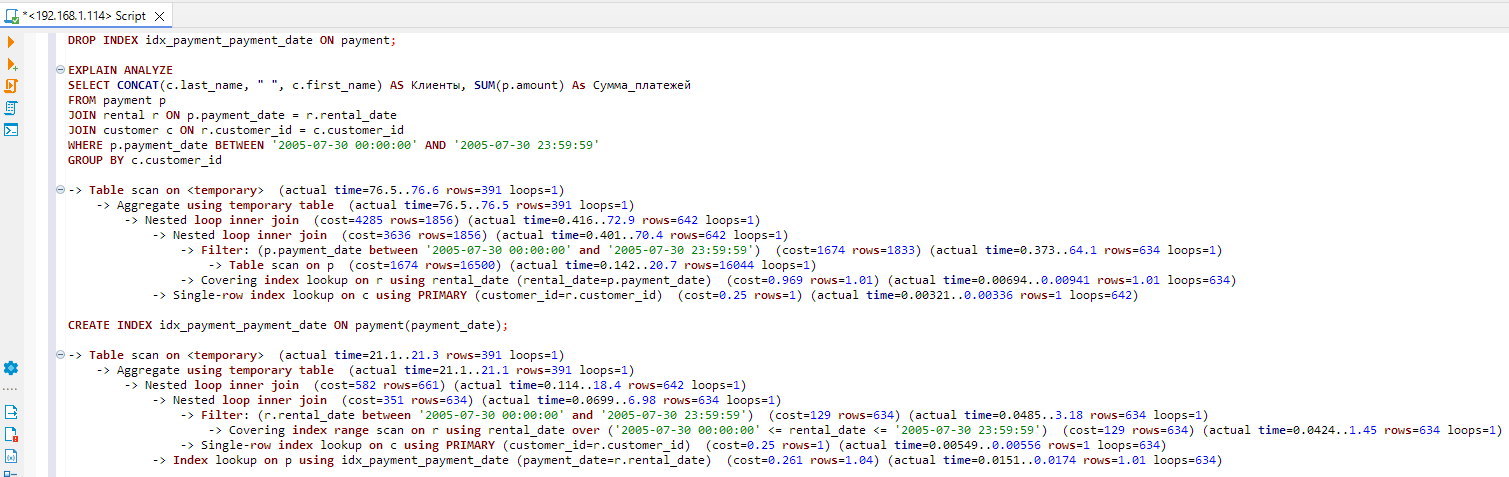 *<192.168.1.114> Script
DROP INDEX idx_payment_payment_date ON payment;
EXPLAIN ANALYZE
SELECT CONCAT(c.last_name, " ", c.first_name) AS Клиенты, SUM(p.amount) As Сумма_платежей
FROM payment p
JOIN rental r ON p.payment_date = r.rental_date
JOIN customer c ON r.customer_id = c.customer_id
WHERE p.payment_date BETWEEN '2005-07-30 00:00:00' AND '2005-07-30 23:59:59'
GROUP BY c.customer_id
-> Table scan on <temporary>  (actual time=76.5..76.6 rows=391 loops=1)
-> Aggregate using temporary table  (actual time=76.5..76.5 rows=391 loops=1)
-> Nested loop inner join  (cost=4285 rows=1856) (actual time=0.416..72.9 rows=642 loops=1)
-> Nested loop inner join  (cost=3636 rows=1856) (actual time=0.401..70.4 rows=642 loops=1)
-> Filter: (p.payment_date between '2005-07-30 00:00:00' and '2005-07-30 23:59:59')  (cost=1674 rows=1833) (actual time=0.373..64.1 rows=634 loops=1)
-> Table scan on p  (cost=1674 rows=16500) (actual time=0.142..20.7 rows=16044 loops=1)
-> Covering index lookup on r using rental_date (rental_date=p.payment_date)  (cost=0.969 rows=1.01) (actual time=0.00694..0.00941 rows=1.01 loops=634)
-> Single-row index lookup on c using PRIMARY (customer_id=r.customer_id)  (cost=0.25 rows=1) (actual time=0.00321..0.00336 rows=1 loops=642)
CREATE INDEX idx_payment_payment_date ON payment(payment_date);
-> Table scan on <temporary>  (actual time=21.1..21.3 rows=391 loops=1)
-> Aggregate using temporary table  (actual time=21.1..21.1 rows=391 loops=1)
-> Nested loop inner join  (cost=582 rows=661) (actual time=0.114..18.4 rows=642 loops=1)
-> Nested loop inner join  (cost=351 rows=634) (actual time=0.0699..6.98 rows=634 loops=1)
-> Filter: (r.rental_date between '2005-07-30 00:00:00' and '2005-07-30 23:59:59')  (cost=129 rows=634) (actual time=0.0485..3.18 rows=634 loops=1)
-> Covering index range scan on r using rental_date over ('2005-07-30 00:00:00' <= rental_date <= '2005-07-30 23:59:59')  (cost=129 rows=634) (actual time=0.0424..1.45 rows=634 loops=1)
-> Single-row index lookup on c using PRIMARY (customer_id=r.customer_id)  (cost=0.25 rows=1) (actual time=0.00549..0.00556 rows=1 loops=634)
-> Index lookup on p using idx_payment_payment_date (payment_date=r.rental_date)  (cost=0.261 rows=1.04) (actual time=0.0151..0.0174 rows=1.01 loops=634)